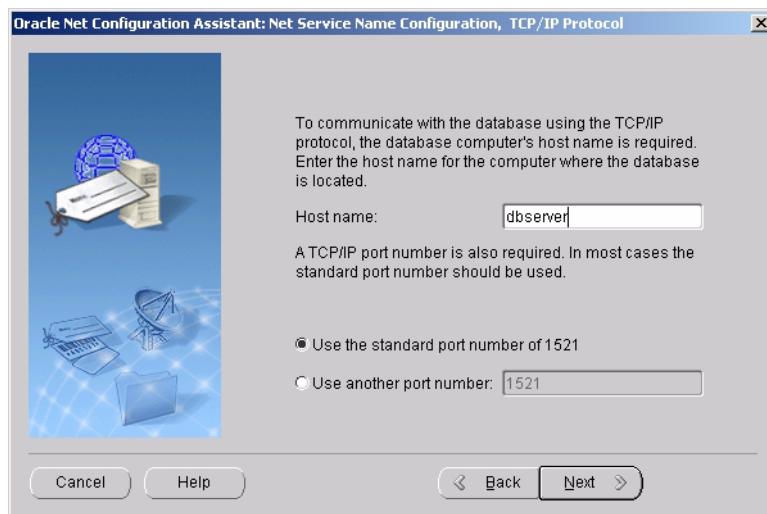 Oracle Net Configuration Assistant: Net Service Name Configuration, TCP/IP Protocol
To communicate with the database using the TCP/IP
protocol, the database computer's host name is required.
Enter the host name for the computer where the database
is located.
Host name: dbserver
A TCP/IP port number is also required. In most cases the
standard port number should be used.
Use the standard port number of 1521
Use another port number: 1521
Cancel Help Back Next